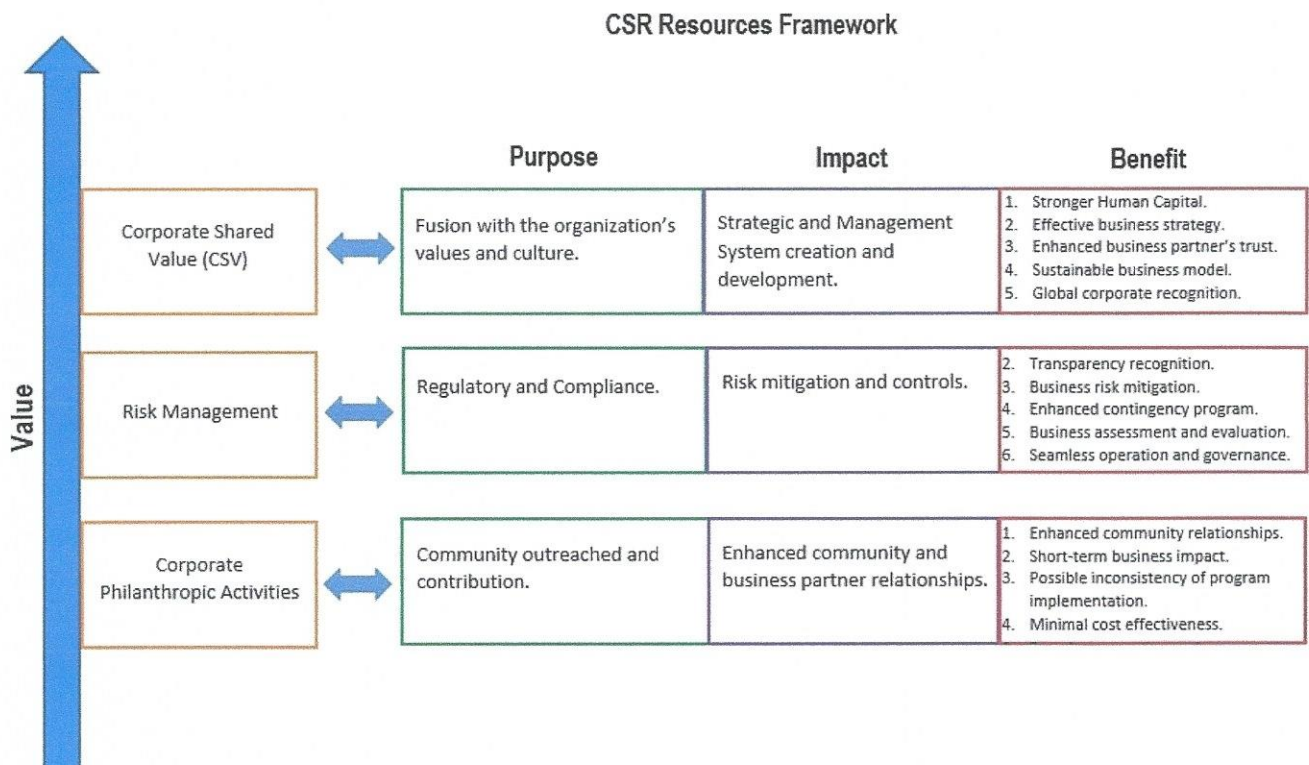 CSR Resources Framework
Value
Purpose
Impact
Benefit
Corporate Shared
Value (CSV)
Fusion with the organization's
values and culture.
Strategic and Management
System creation and
development.
1. Stronger Human Capital.
2. Effective business strategy.
3. Enhanced business partner's trust.
4. Sustainable business model.
5. Global corporate recognition.
Risk Management
Regulatory and Compliance.
Risk mitigation and controls.
2. Transparency recognition.
3. Business risk mitigation.
4. Enhanced contingency program.
5. Business assessment and evaluation.
6. Seamless operation and governance.
Corporate
Philanthropic Activities
Community outreached and
contribution.
Enhanced community and
business partner relationships.
1. Enhanced community relationships.
2. Short-term business impact.
3. Possible inconsistency of program
implementation.
4. Minimal cost effectiveness.